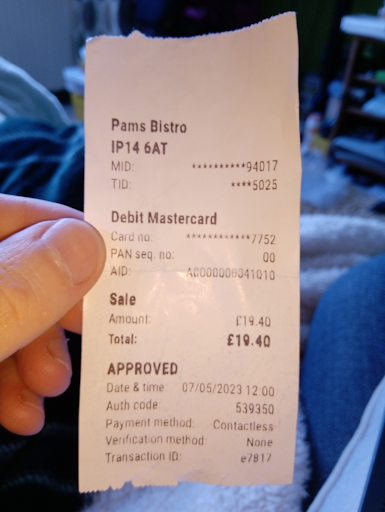 Pams Bistro
IP14 6AT
MID: **********94017
TID: ****5025
Debit Mastercard
Card no: ************7752
PAN seq. no: 00
AID: A0000000041010
Sale
Amount: £19.40
Total: £19.40
APPROVED
Date & time: 07/05/2023 12:00
Auth code: 539350
Payment method: Contactless
Verification method: None
Transaction ID: e7817